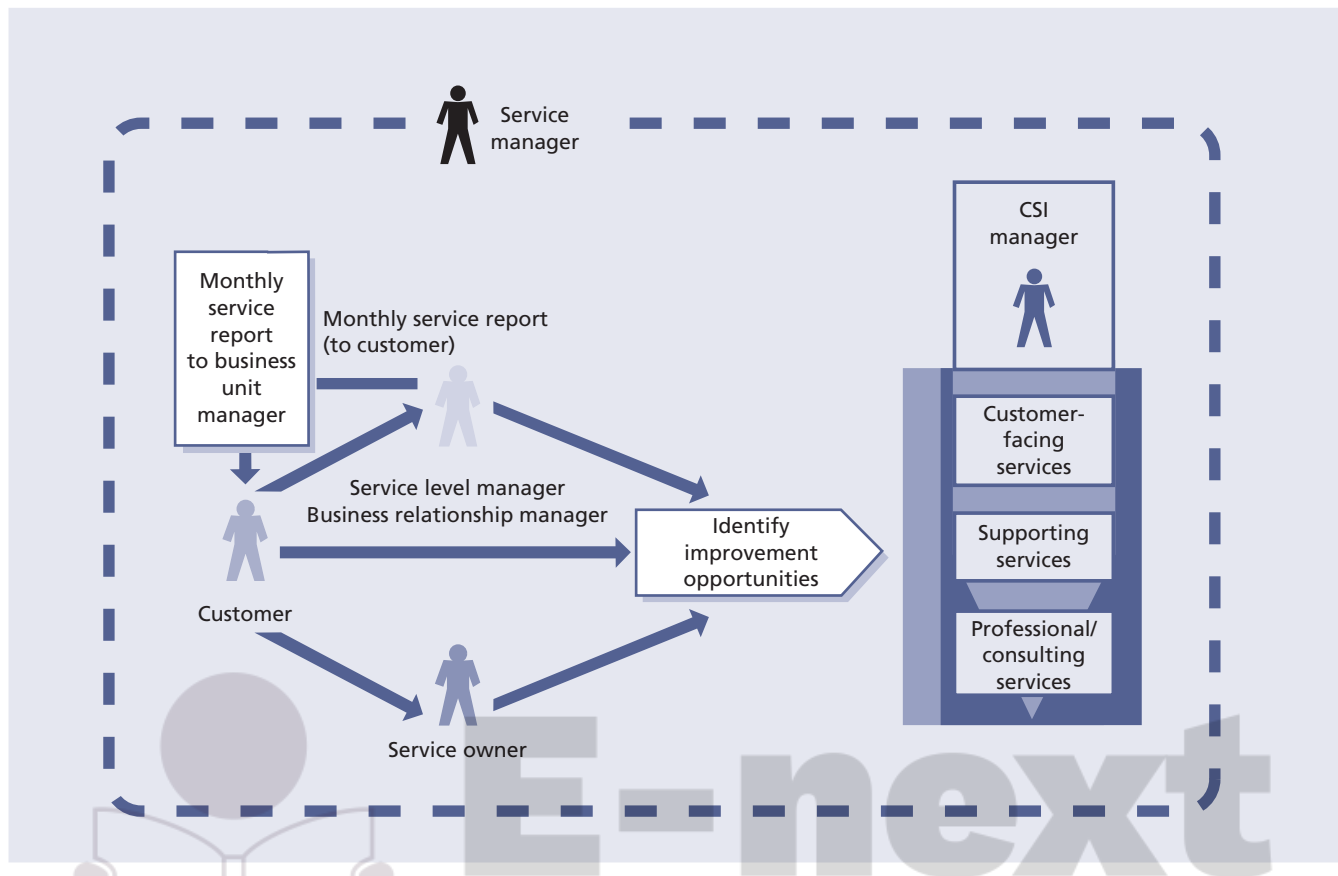 Service
manager
CSI
manager
Monthly
service
report
to business
unit
manager
Monthly service report
(to customer)
Customer-
facing
services
Service level manager
Business relationship manager
Identify
improvement
opportunities
Supporting
services
Customer
Professional/
consulting
services
Service owner
E-next